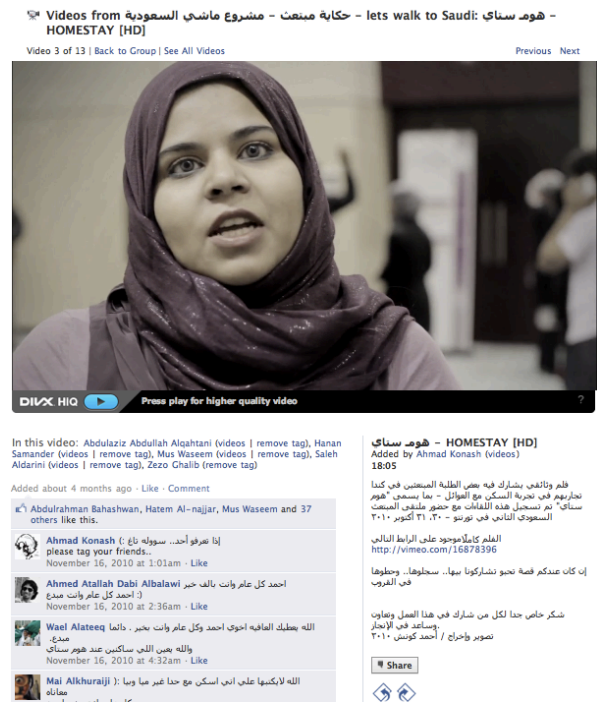 Videos from حكاية مبتعث - مشروع ماشي السعودية - lets walk to Saudi: هومـ ستاي -
HOMESTAY [HD]
Video 3 of 13 | Back to Group | See All Videos
Previous Next
DIVX HiQ Press play for higher quality video ?
In this video: Abdulaziz Abdullah Alqahtani (videos | remove tag), Hanan
Samander (videos | remove tag), Mus Waseem (videos | remove tag), Saleh
Aldarini (videos | remove tag), Zezo Ghalib (remove tag)
Added about 4 months ago · Like · Comment
Abdulrahman Bahashwan, Hatem Al-najjar, Mus Waseem and 37
others like this.
Ahmad Konash (: إذا تعرفو أحد.. سووله تاغ
please tag your friends..
November 16, 2010 at 1:01am · Like
Ahmed Atallah Dabi Albalawi احمد كل عام وانت بالف خير
احمد كل عام وانت مبدع :)
November 16, 2010 at 2:36am · Like
Wael Alateeq الله يعطيك العافيه اخوي احمد وكل عام وانت بخير . دائما
مبدع.
والله يعين اللي ساكنين عند هوم ستاي
November 16, 2010 at 4:32am · Like
Mai Alkhuraiji ): الله لايكتبها علي اني اسكن مع حدا غير ميا وبيا
معاناه
هومـ ستاي - HOMESTAY [HD]
Added by Ahmad Konash (videos)
18:05
فلم وثائقي يشارك فيه بعض الطلبة المبتعثين في كندا
تجاربهم في تجربة السكن مع العوائل - بما يسمى "هوم
ستاي" تم تسجيل هذه اللقاءات مع حضور ملتقى المبتعث
السعودي الثاني في تورنتو - ٣٠، ٣١ أكتوبر ٢٠١٠
الفلم كاملاًموجود على الرابط التالي
http://vimeo.com/16878396
إن كان عندكم قصة تحبو تشاركونا بيها.. سجلوها.. وحطوها
في القروب
شكر خاص جدا لكل من شارك في هذا العمل وتعاون
وساعد في الإنجاز.
تصوير وإخراج / أحمد كونش ٢٠١٠
Share